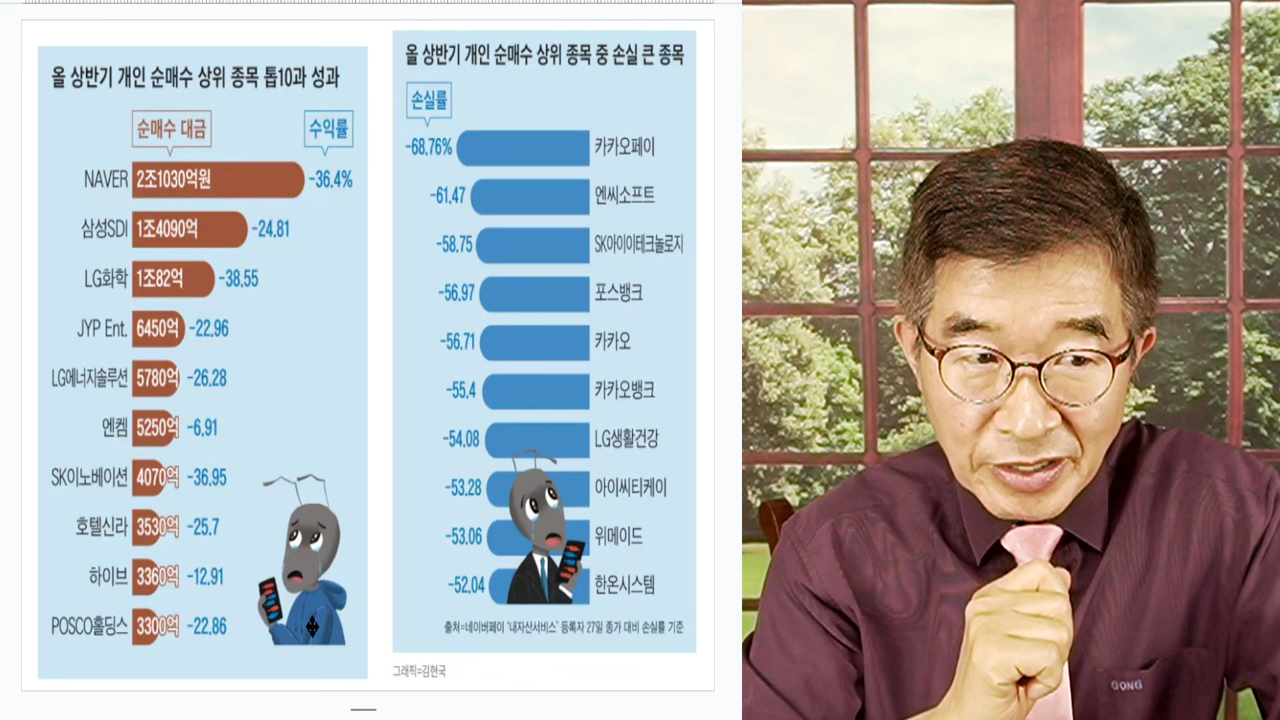 올 상반기 개인 순매수 상위 종목 톱10과 성과
순매수 대금 수익률
NAVER 2조1030억원 -36.4%
삼성SDI 1조4090억 -24.81
LG화학 1조82억 -38.55
JYP Ent. 6450억 -22.96
LG에너지솔루션 5780억 -26.28
엔켐 5250억 -6.91
SK이노베이션 4070억 -36.95
호텔신라 3530억 -25.7
하이브 3360억 -12.91
POSCO홀딩스 3300억 -22.86
올 상반기 개인 순매수 상위 종목 중 손실 큰 종목
손실률
-68.76% 카카오페이
-61.47 엔씨소프트
-58.75 SK아이이테크놀로지
-56.97 포스뱅크
-56.71 카카오
-55.4 카카오뱅크
-54.08 LG생활건강
-53.28 아이씨티케이
-53.06 위메이드
-52.04 한온시스템
출처=네이버페이 '내자산서비스' 등록자 27일 종가 대비 손실률 기준
그래픽=김현국
GONG